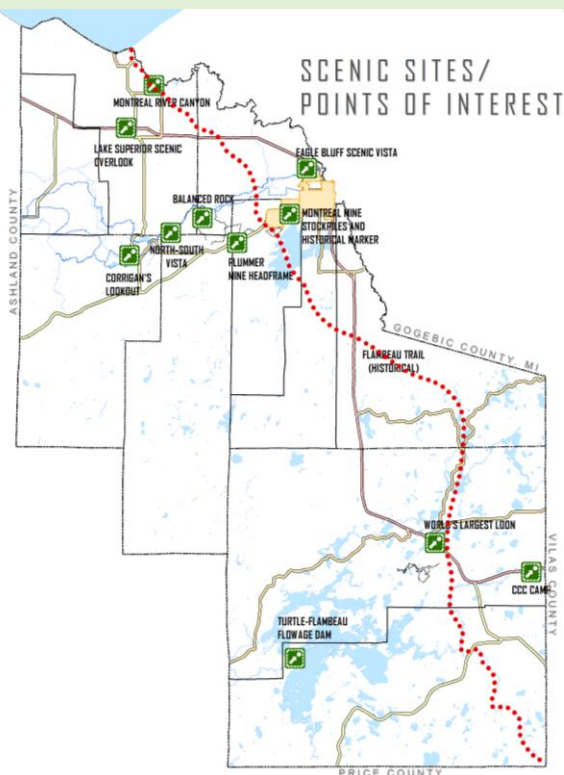 SCENIC SITES/
POINTS OF INTEREST
MONTREAL RIVER CANYON
LAKE SUPERIOR SCENIC
OVERLOOK
EAGLE BLUFF SCENIC VISTA
BALANCED ROCK
MONTREAL MINE
STOCKPILES AND
HISTORICAL MARKER
NORTH-SOUTH
VISTA
PLUMMER
MINE HEADFRAME
CORRIGAN'S
LOOKOUT
ASHLAND COUNTY
GOGEBIC COUNTY, MI
FLAMBEAU TRAIL
(HISTORICAL)
WORLD'S LARGEST LOON
CCC CAMP
VILAS COUNTY
TURTLE-FLAMBEAU
FLOWAGE DAM
PRICE COUNTY